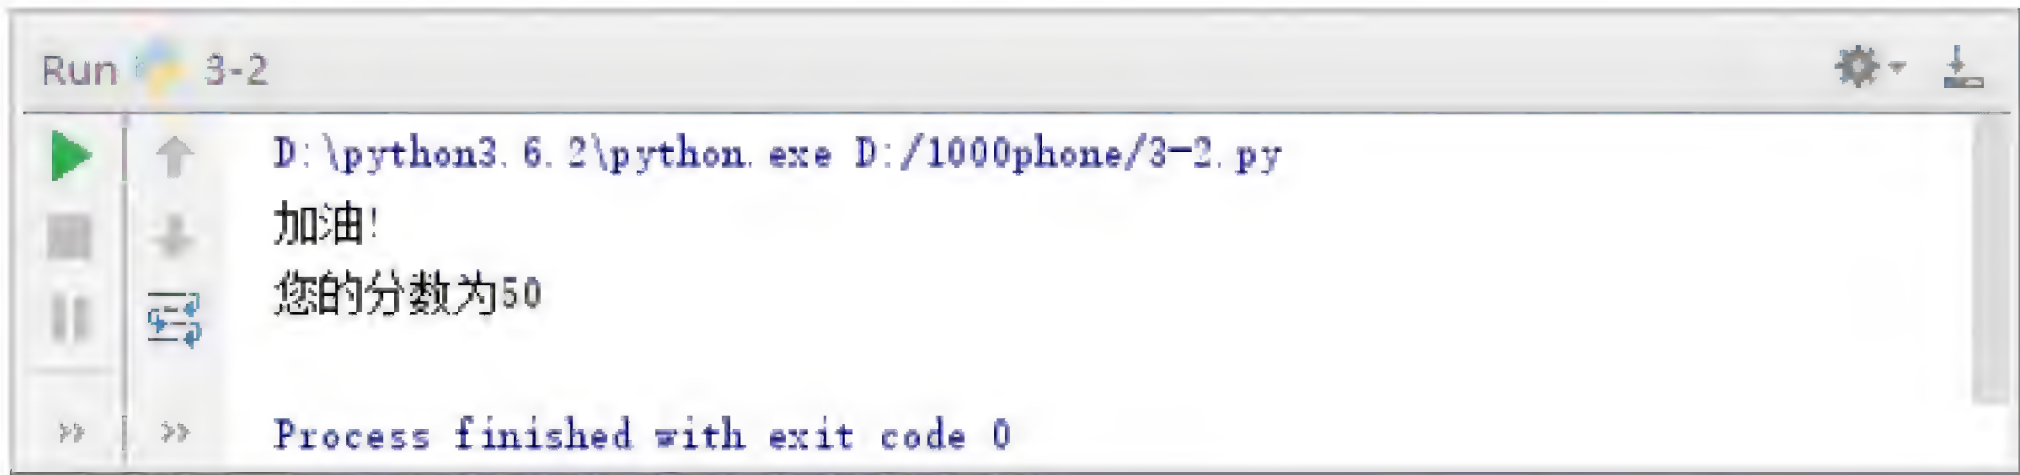 Run 3-2
D:\python3.6.2\python.exe D:/1000phone/3-2.py
加油!
您的分数为50
Process finished with exit code 0